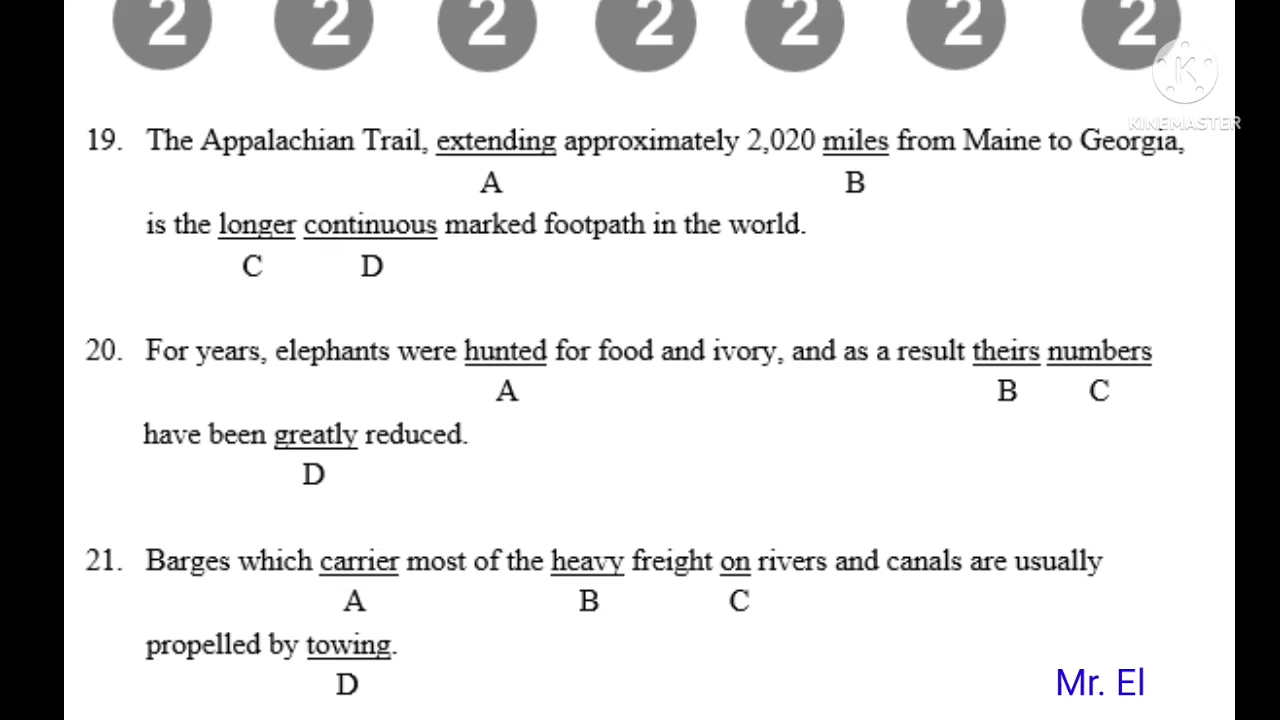 2 2 2 2 2 2 2
K
KINEMASTER
19. The Appalachian Trail, extending approximately 2,020 miles from Maine to Georgia,
A B
is the longer continuous marked footpath in the world.
C D
20. For years, elephants were hunted for food and ivory, and as a result theirs numbers
A B C
have been greatly reduced.
D
21. Barges which carrier most of the heavy freight on rivers and canals are usually
A B C
propelled by towing.
D
Mr. El